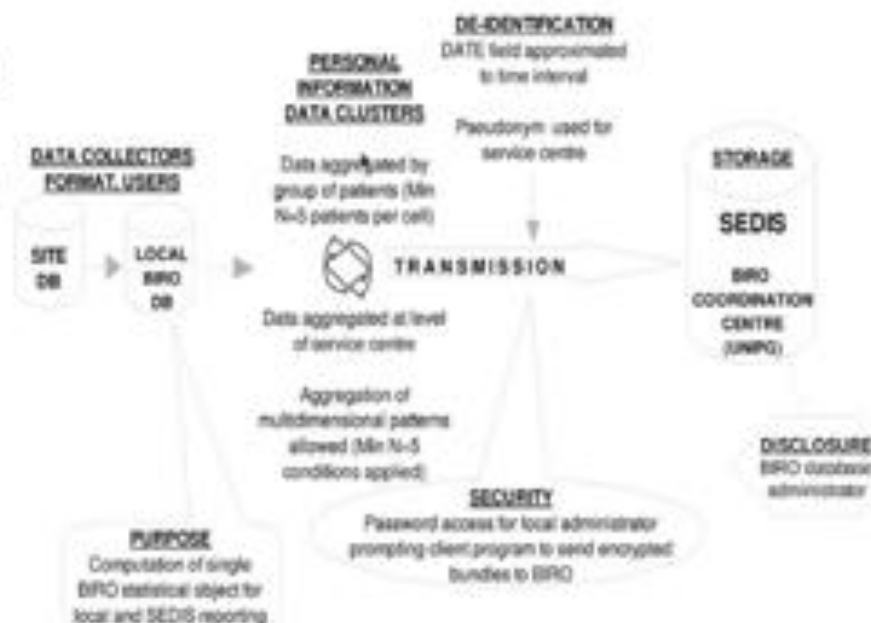 DE-IDENTIFICATION
DATE field approximated
to time interval
Pseudonym used for
service centre
PERSONAL
INFORMATION
DATA CLUSTERS
Data aggregated by
group of patients (Min
N=5 patients per cell)
DATA COLLECTORS
FORMAT, USERS
SITE
DB
LOCAL
BIRO
DB
TRANSMISSION
Data aggregated at level
of service centre
Aggregation of
multidimensional patterns
allowed (Min N=5
conditions applied)
STORAGE
SEDIS
BIRO
COORDINATION
CENTRE
(UNIPG)
DISCLOSURE
BIRO database
administrator
SECURITY
Password access for local administrator
prompting client program to send encrypted
bundles to BIRO
PURPOSE
Computation of single
BIRO statistical object for
local and SEDIS reporting